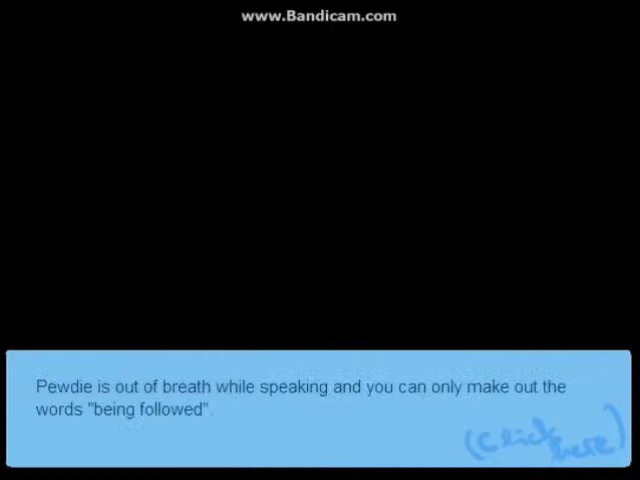 www.Bandicam.com
Pewdie is out of breath while speaking and you can only make out the
words "being followed".
(Click
here)